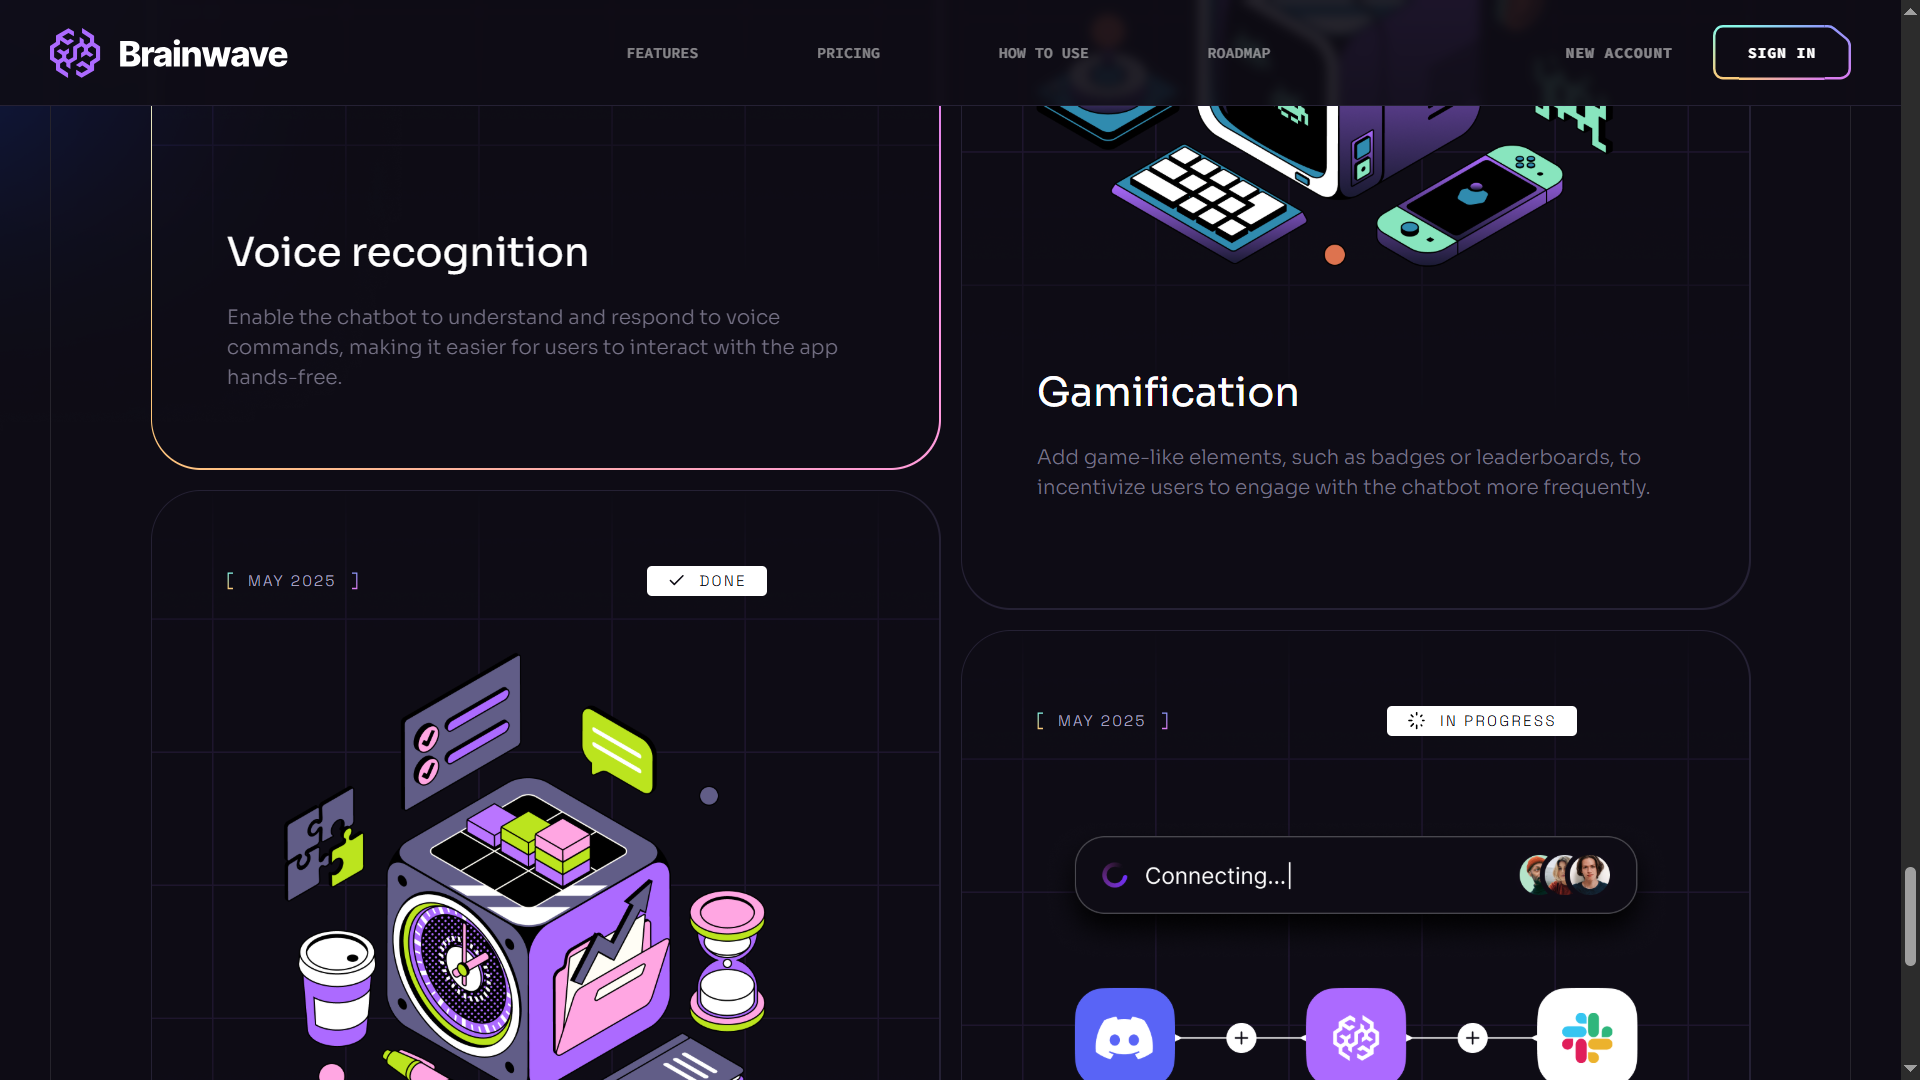 Brainwave
FEATURES
PRICING
HOW TO USE
ROADMAP
NEW ACCOUNT
SIGN IN
Voice recognition
Enable the chatbot to understand and respond to voice
commands, making it easier for users to interact with the app
hands-free.
Gamification
Add game-like elements, such as badges or leaderboards, to
incentivize users to engage with the chatbot more frequently.
[ MAY 2025 ]
DONE
[ MAY 2025 ]
IN PROGRESS
Connecting...|